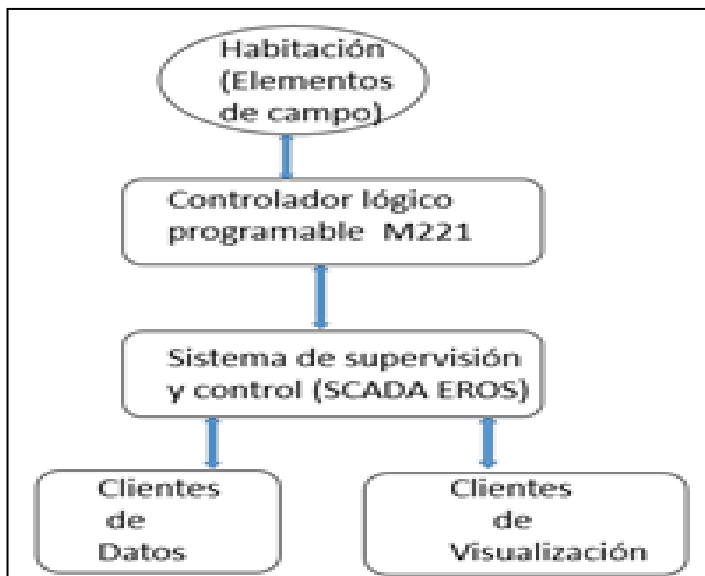 Habitación
(Elementos
de campo)
Controlador lógico
programable M221
Sistema de supervisión
y control (SCADA EROS)
Clientes
de
Datos
Clientes
de
Visualización